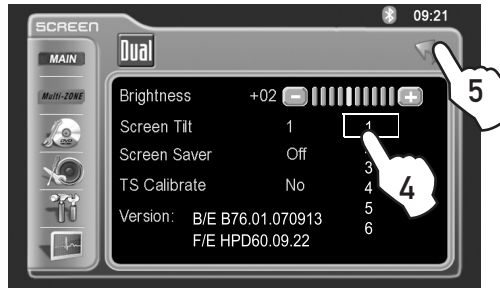 SCREEN
09:21
MAIN
Dual
5
Multi-ZONE
Brightness +02 − +
Screen Tilt 1 1
Screen Saver Off
3
TS Calibrate No 4
4
5
Version: B/E B76.01.070913
6
F/E HPD60.09.22